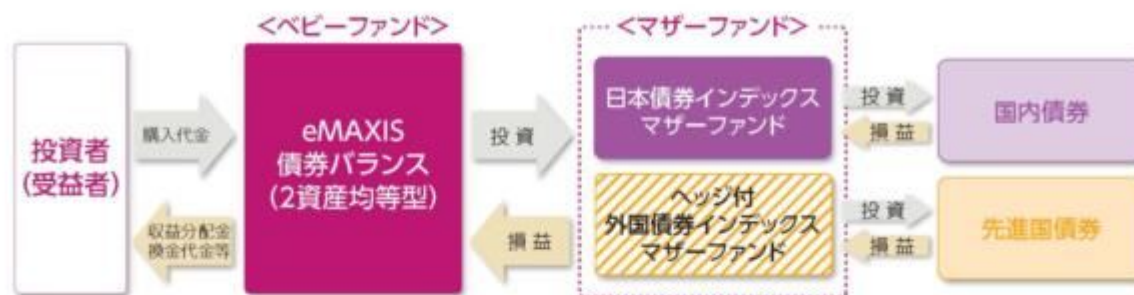 <ベビーファンド>
<マザーファンド>
投資者
(受益者)
購入代金
収益分配金
換金代金等
eMAXIS
債券バランス
(2資産均等型)
投資
損益
日本債券インデックス
マザーファンド
ヘッジ付
外国債券インデックス
マザーファンド
投資
損益
投資
損益
国内債券
先進国債券